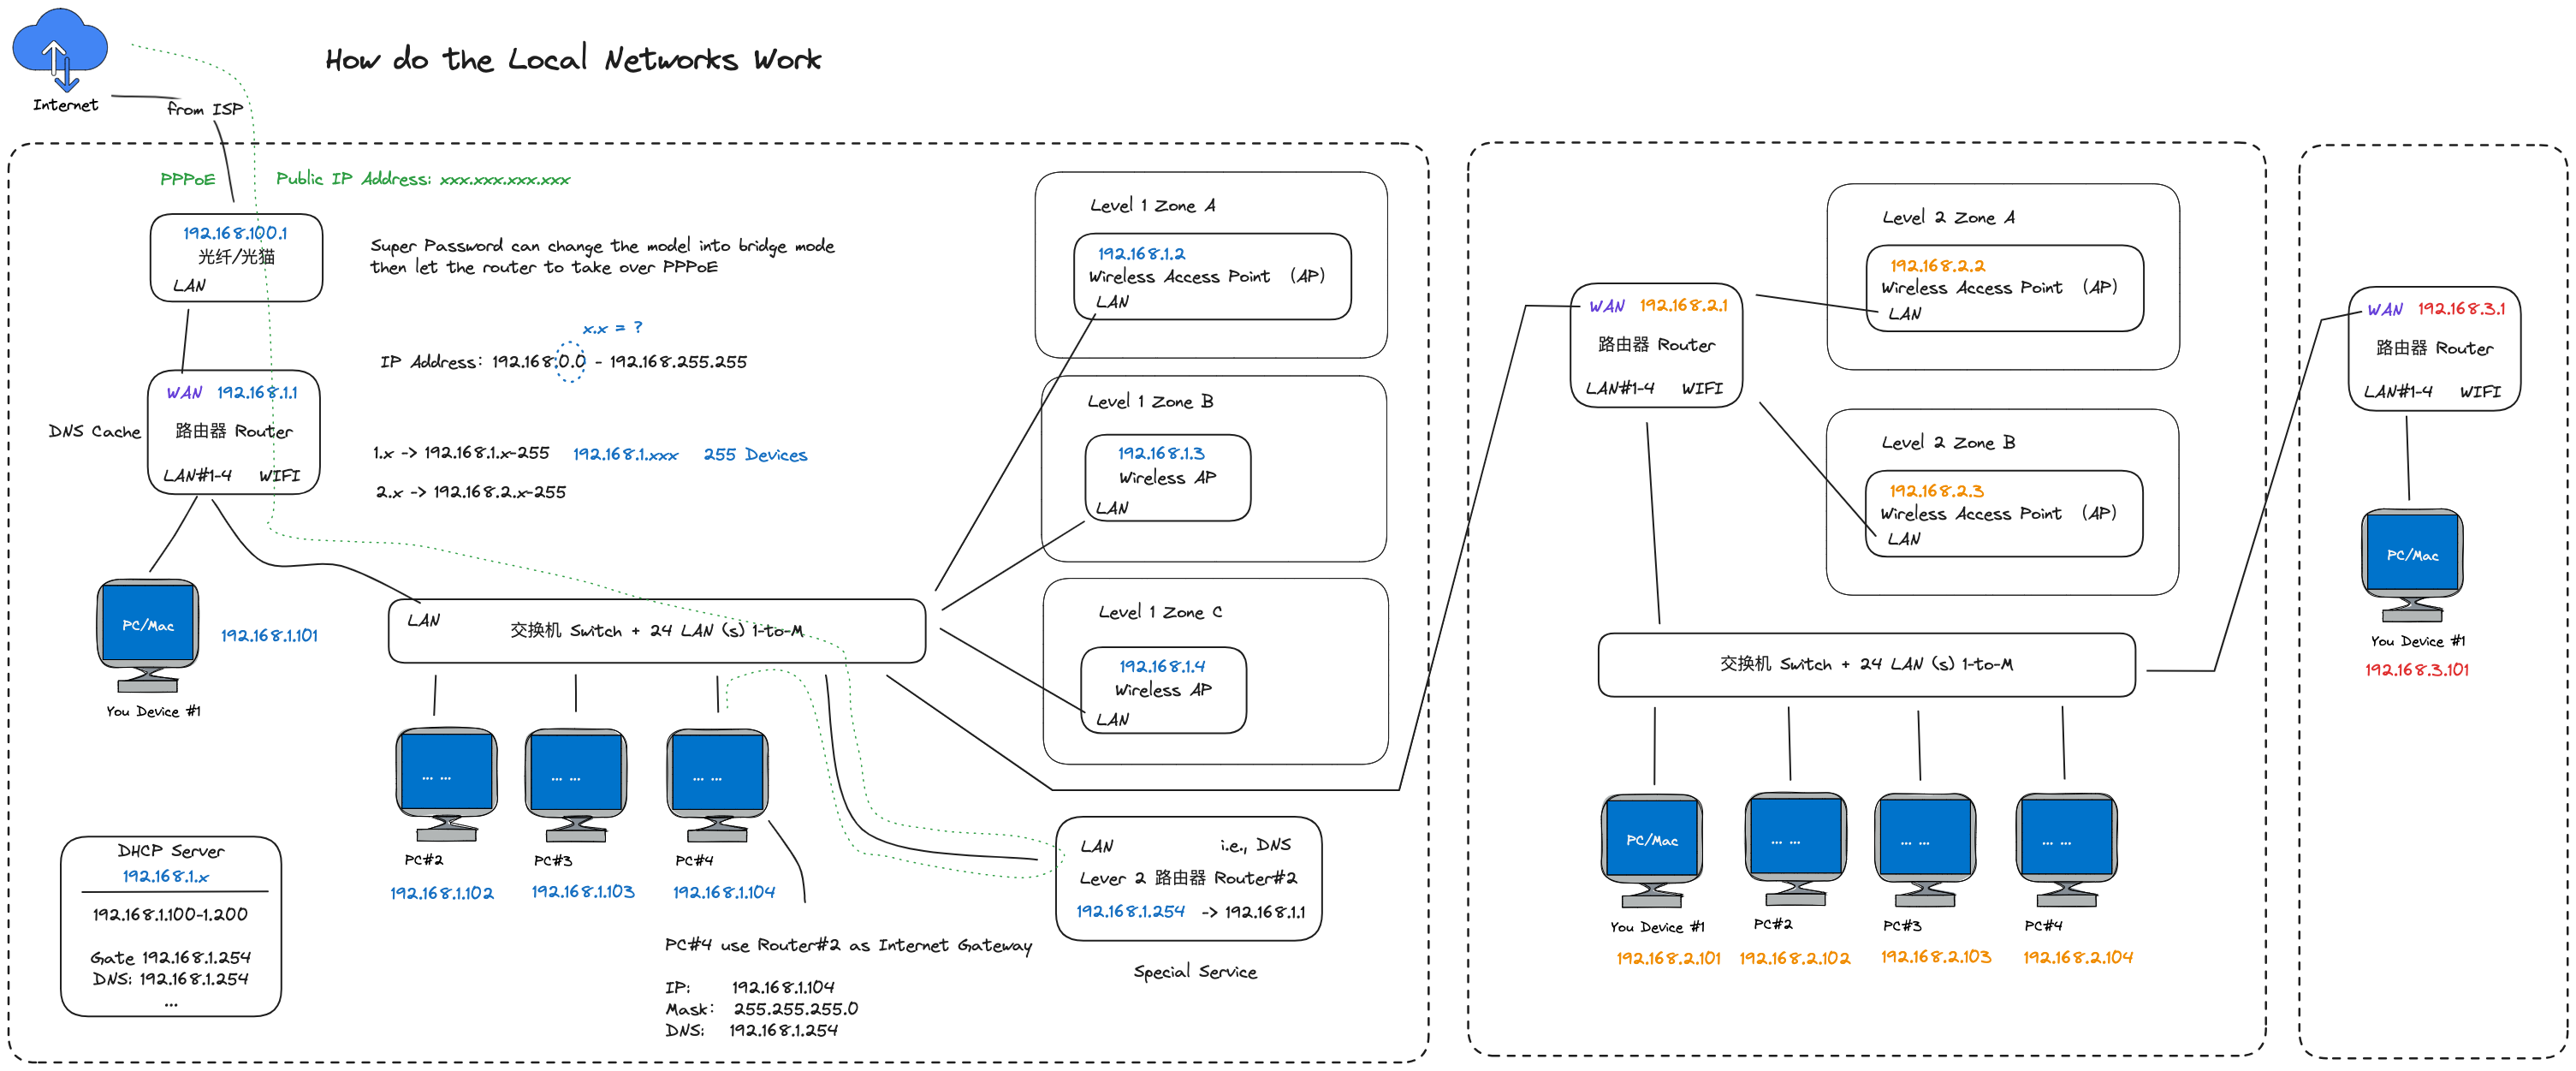 How do the Local Networks Work
Internet
from ISP
PPPoE
Public IP Address: xxx.xxx.xxx.xxx
192.168.100.1
光纤/光猫
LAN
Super Password can change the model into bridge mode
then let the router to take over PPPoE
x.x = ?
IP Address: 192.168.0.0 - 192.168.255.255
WAN 192.168.1.1
DNS Cache
路由器 Router
LAN#1-4 WIFI
1.x -> 192.168.1.x-255
192.168.1.xxx 255 Devices
2.x -> 192.168.2.x-255
PC/Mac
192.168.1.101
You Device #1
LAN
交换机 Switch + 24 LAN (s) 1-to-M
... ...
PC#2
192.168.1.102
... ...
PC#3
192.168.1.103
... ...
PC#4
192.168.1.104
DHCP Server
192.168.1.x
192.168.1.100-1.200
Gate 192.168.1.254
DNS: 192.168.1.254
...
PC#4 use Router#2 as Internet Gateway
IP: 192.168.1.104
Mask: 255.255.255.0
DNS: 192.168.1.254
Level 1 Zone A
192.168.1.2
Wireless Access Point (AP)
LAN
Level 1 Zone B
192.168.1.3
Wireless AP
LAN
Level 1 Zone C
192.168.1.4
Wireless AP
LAN
LAN i.e., DNS
Lever 2 路由器 Router#2
192.168.1.254 -> 192.168.1.1
Special Service
WAN 192.168.2.1
路由器 Router
LAN#1-4 WIFI
Level 2 Zone A
192.168.2.2
Wireless Access Point (AP)
LAN
Level 2 Zone B
192.168.2.3
Wireless Access Point (AP)
LAN
交换机 Switch + 24 LAN (s) 1-to-M
PC/Mac
You Device #1
192.168.2.101
... ...
PC#2
192.168.2.102
... ...
PC#3
192.168.2.103
... ...
PC#4
192.168.2.104
WAN 192.168.3.1
路由器 Router
LAN#1-4 WIFI
PC/Mac
You Device #1
192.168.3.101